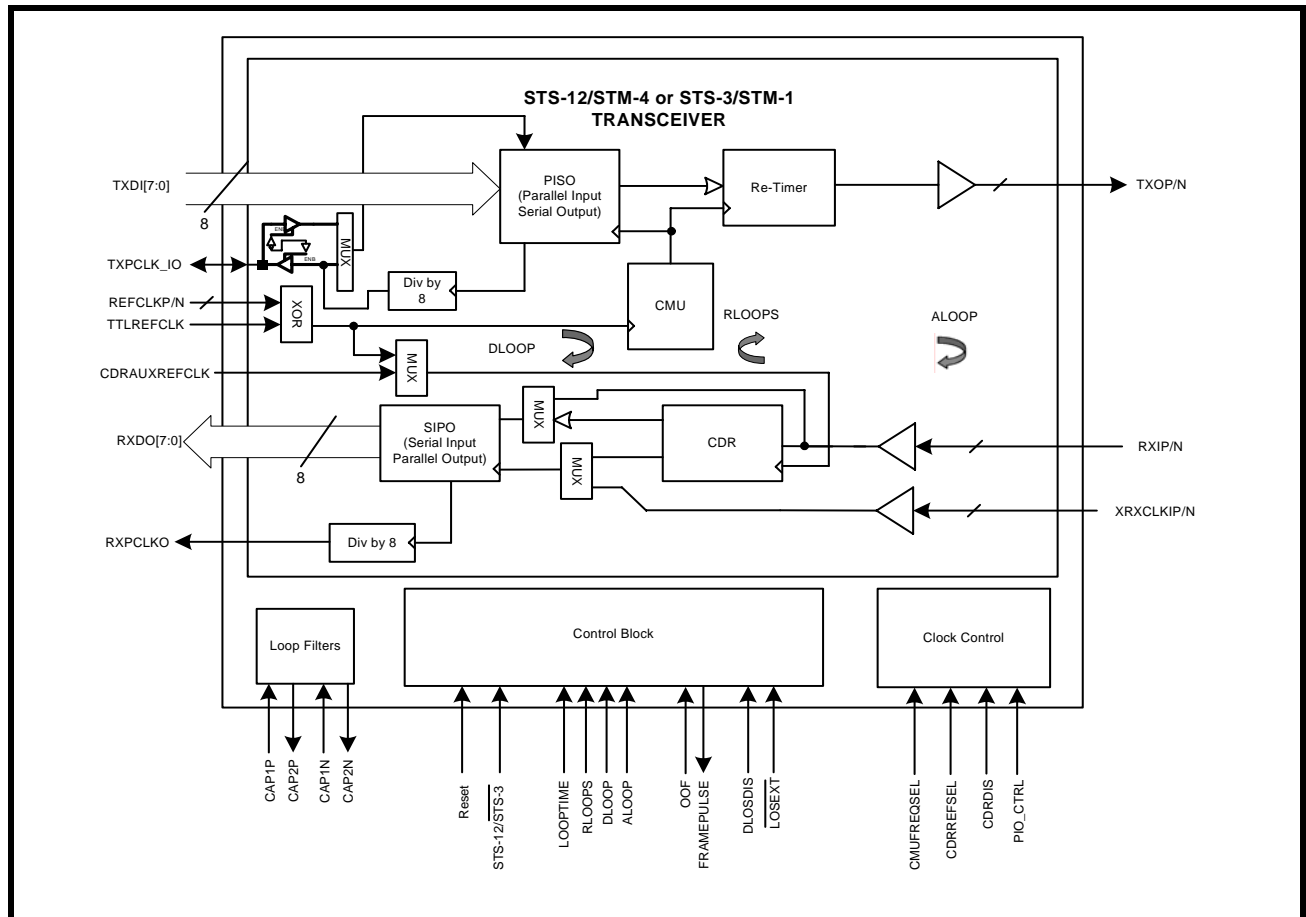 STS-12/STM-4 or STS-3/STM-1
TRANSCEIVER
TXDI[7:0]
8
PISO
(Parallel Input
Serial Output)
Re-Timer
TXOP/N
ENB
ENB
MUX
TXPCLK_IO
Div by
8
CMU
REFCLKP/N
TTLREFCLK
XOR
DLOOP
RLOOPS
ALOOP
CDRAUXREFCLK
MUX
RXDO[7:0]
8
SIPO
(Serial Input
Parallel Output)
MUX
MUX
CDR
RXIP/N
XRXCLKIP/N
RXPCLKO
Div by 8
Loop Filters
Control Block
Clock Control
CAP1P
CAP2P
CAP1N
CAP2N
Reset
STS-12/STS-3
LOOPTIME
RLOOPS
DLOOP
ALOOP
OOF
FRAMEPULSE
DLOSDIS
LOSEXT
CMUFREQSEL
CDRREFSEL
CDRDIS
PIO_CTRL